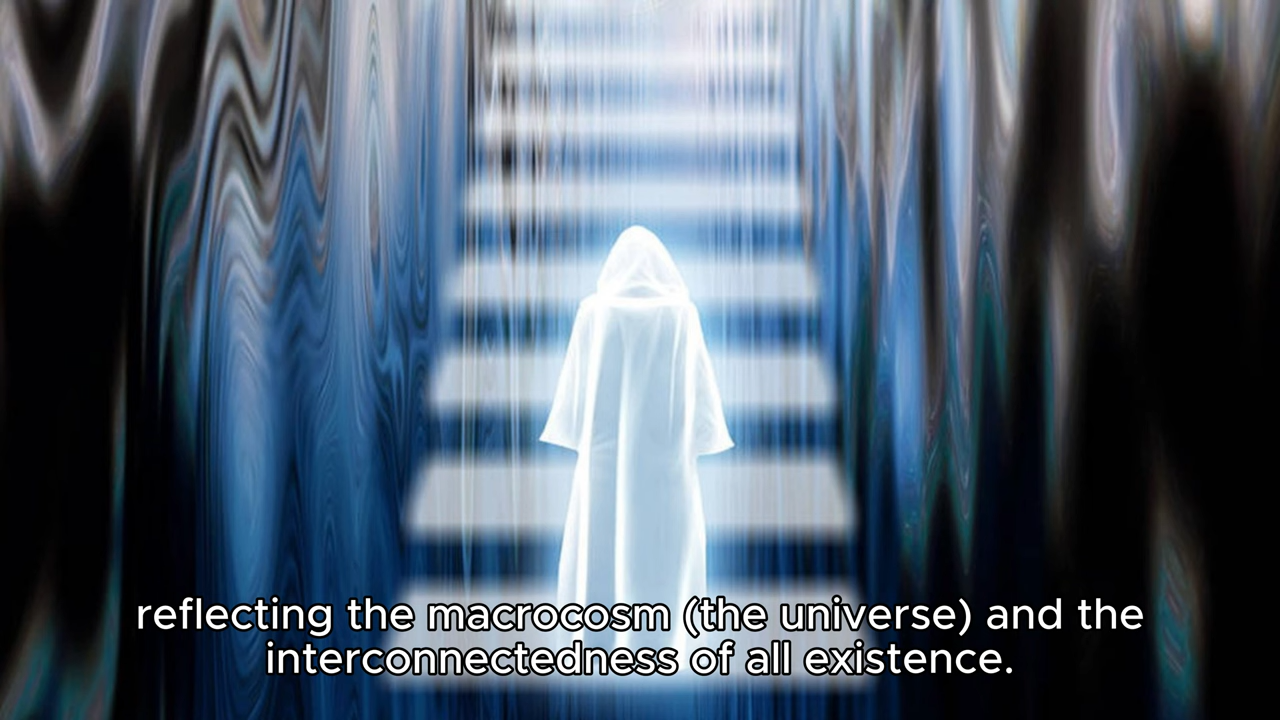 reflecting the macrocosm (the universe) and the
interconnectedness of all existence.